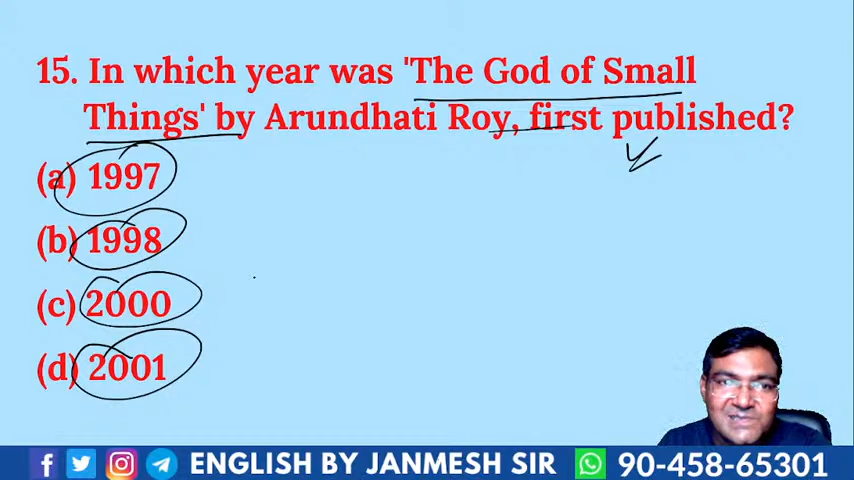 15. In which year was 'The God of Small
Things' by Arundhati Roy, first published?
(a) 1997
(b) 1998
(c) 2000
(d) 2001
ENGLISH BY JANMESH SIR 90-458-65301